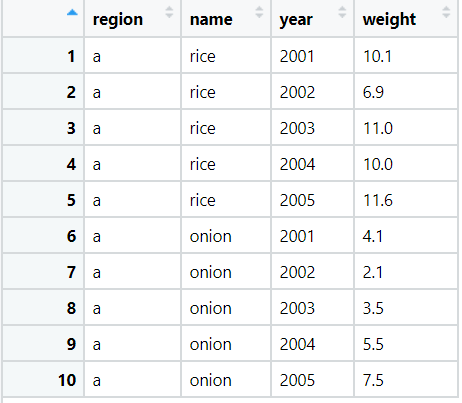 region name year weight
1 a rice 2001 10.1
2 a rice 2002 6.9
3 a rice 2003 11.0
4 a rice 2004 10.0
5 a rice 2005 11.6
6 a onion 2001 4.1
7 a onion 2002 2.1
8 a onion 2003 3.5
9 a onion 2004 5.5
10 a onion 2005 7.5